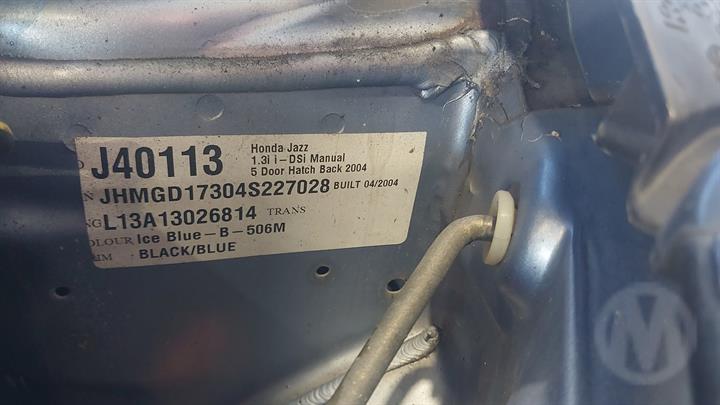 J40113
Honda Jazz
1.3i i-DSi Manual
5 Door Hatch Back 2004
JHMGD17304S227028 BUILT 04/2004
L13A13026814 TRANS
OLOUR Ice Blue-B-506M
IM BLACK/BLUE
M